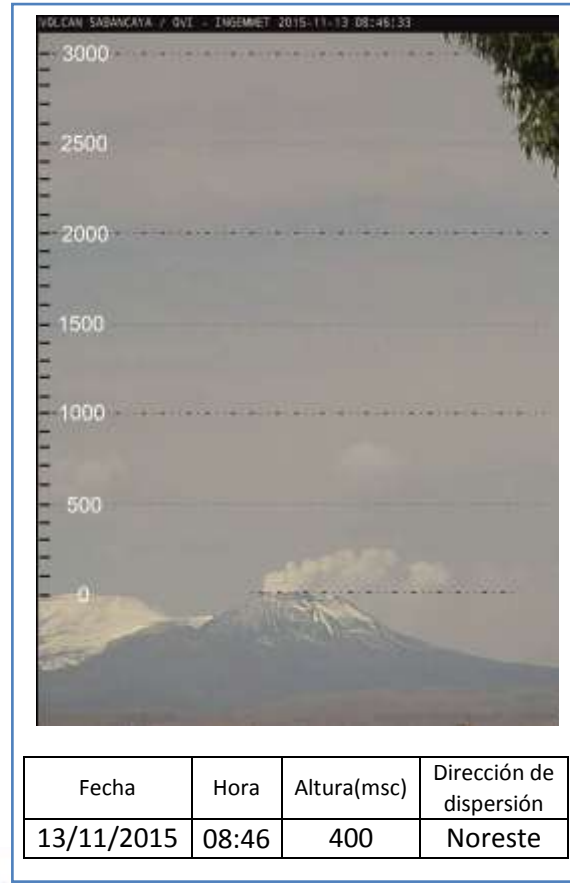 VOLCAN SABANCAYA / OVI - INGEMMET 2015-11-13 08:46:33
3000
2500
2000
1500
1000
500
0
Fecha Hora Altura(msc) Dirección de dispersión
13/11/2015 08:46 400 Noreste